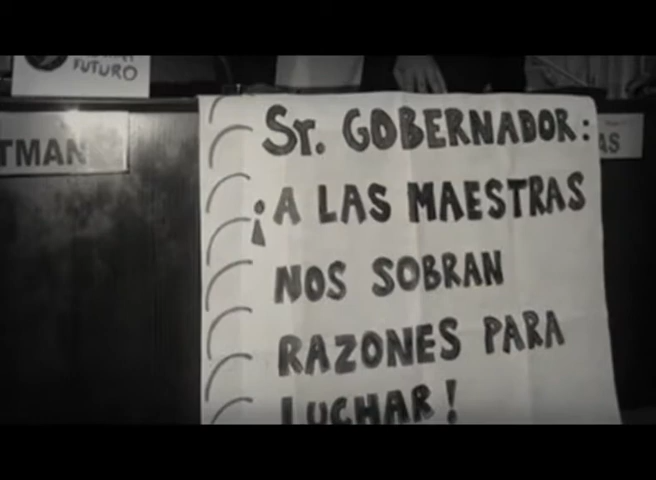 FUTURO
TMAN
AS
Sr. GOBERNADOR:
¡A LAS MAESTRAS
NOS SOBRAN
RAZONES PARA
LUCHAR!